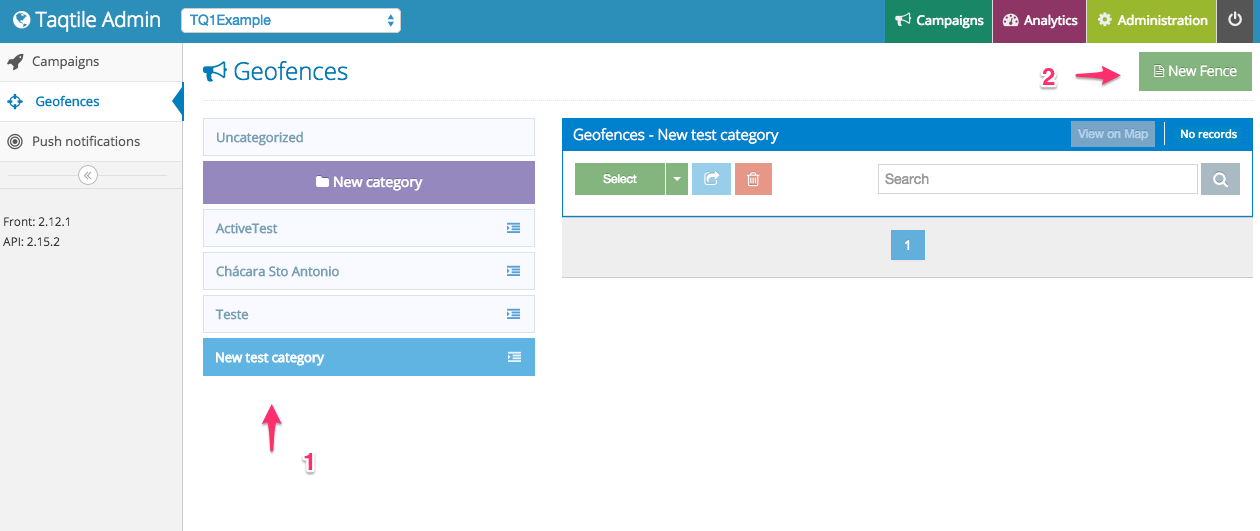 Taqtile Admin
TQ1Example
Campaigns
Analytics
Administration
Campaigns
Geofences
Push notifications
Front: 2.12.1
API: 2.15.2
Geofences
2
New Fence
Uncategorized
New category
ActiveTest
Chácara Sto Antonio
Teste
New test category
1
Geofences - New test category
View on Map
No records
Select
Search
1